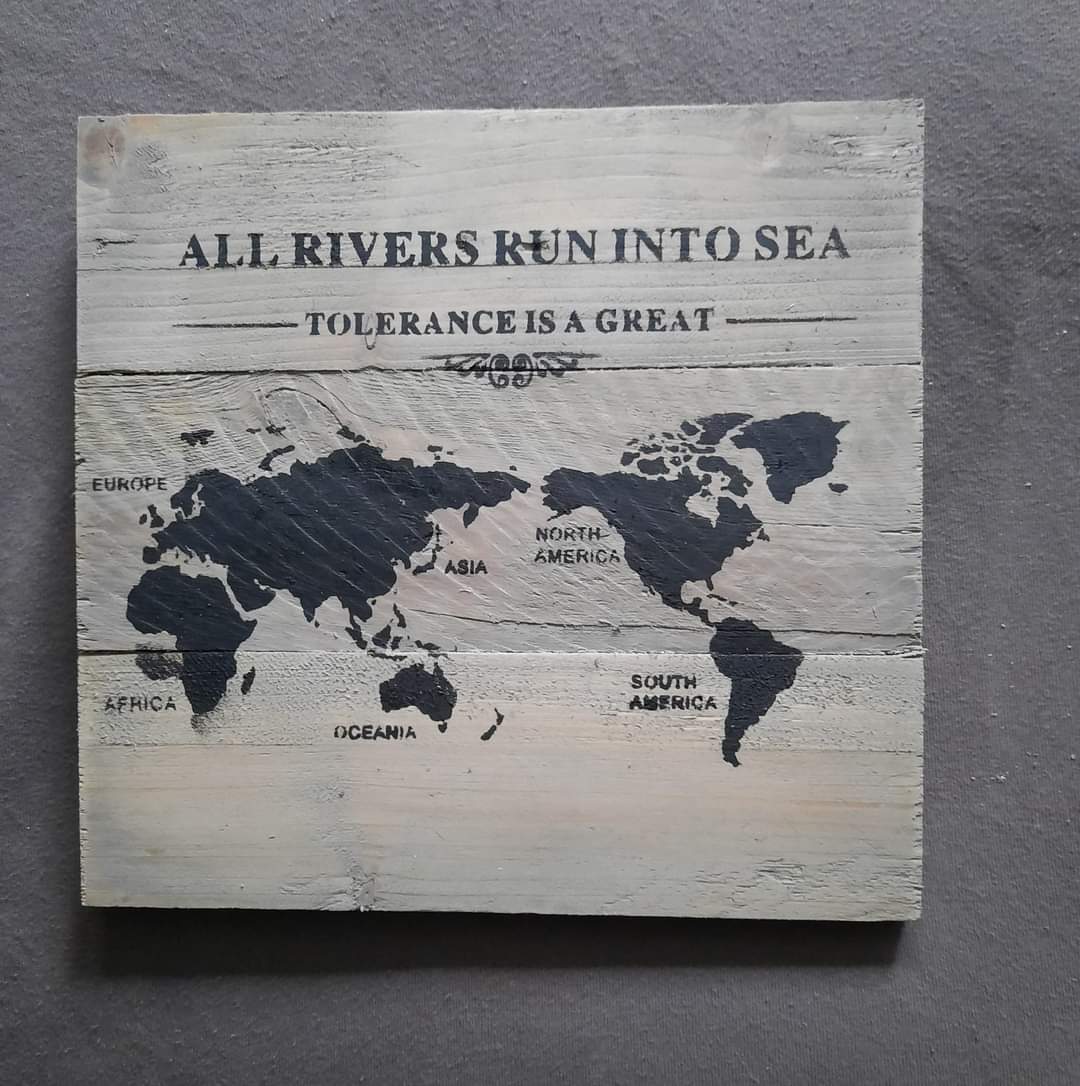 ALL RIVERS RUN INTO SEA
TOLERANCE IS A GREAT
EUROPE
NORTH
AMERICA
ASIA
SOUTH
AMERICA
AFRICA
OCEANIA